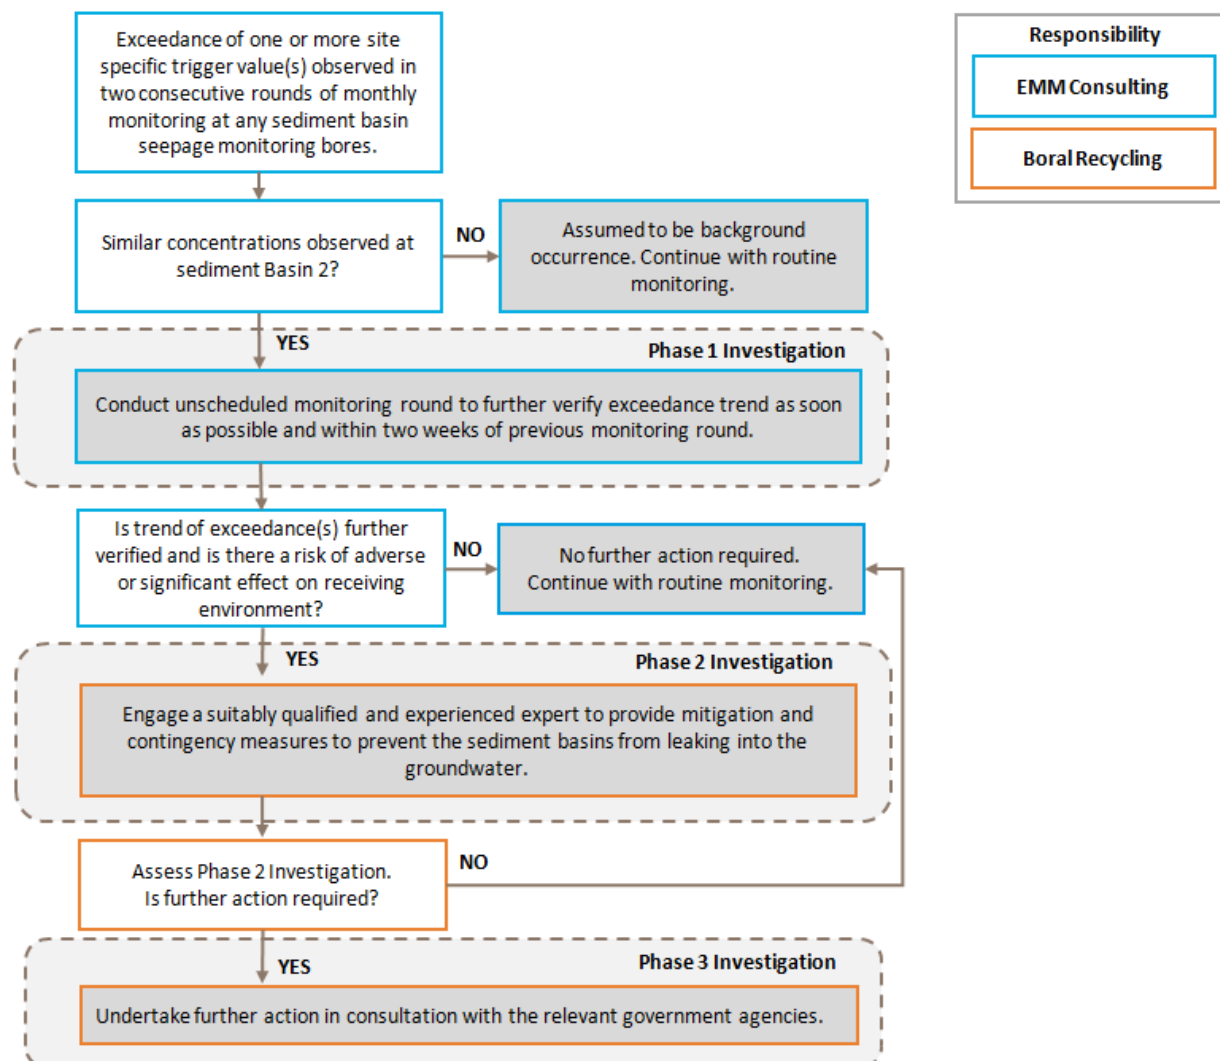 Exceedance of one or more site
specific trigger value(s) observed in
two consecutive rounds of monthly
monitoring at any sediment basin
seepage monitoring bores.
Responsibility
EMM Consulting
Boral Recycling
Similar concentrations observed at
sediment Basin 2?
NO
Assumed to be background
occurrence. Continue with routine
monitoring.
YES
Phase 1 Investigation
Conduct unscheduled monitoring round to further verify exceedance trend as soon
as possible and within two weeks of previous monitoring round.
Is trend of exceedance(s) further
verified and is there a risk of adverse
or significant effect on receiving
environment?
NO
No further action required.
Continue with routine monitoring.
YES
Phase 2 Investigation
Engage a suitably qualified and experienced expert to provide mitigation and
contingency measures to prevent the sediment basins from leaking into the
groundwater.
Assess Phase 2 Investigation.
Is further action required?
NO
YES
Phase 3 Investigation
Undertake further action in consultation with the relevant government agencies.